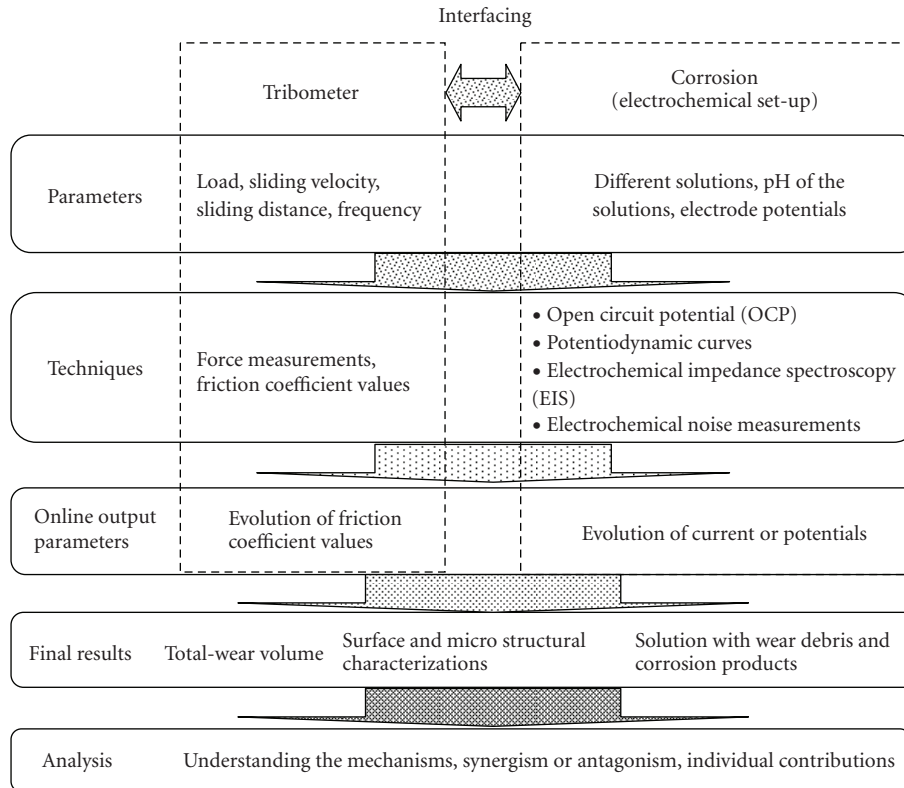 Interfacing
Tribometer
Corrosion
(electrochemical set-up)
Parameters
Load, sliding velocity,
sliding distance, frequency
Different solutions, pH of the
solutions, electrode potentials
Techniques
Force measurements,
friction coefficient values
• Open circuit potential (OCP)
• Potentiodynamic curves
• Electrochemical impedance spectroscopy
(EIS)
• Electrochemical noise measurements
Online output
parameters
Evolution of friction
coefficient values
Evolution of current or potentials
Final results
Total-wear volume
Surface and micro structural
characterizations
Solution with wear debris and
corrosion products
Analysis
Understanding the mechanisms, synergism or antagonism, individual contributions